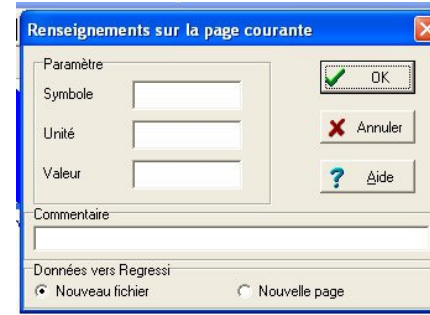 Renseignements sur la page courante
Paramètre
Symbole
Unité
Valeur
OK
Annuler
Aide
Commentaire
Données vers Regressi
Nouveau fichier
Nouvelle page